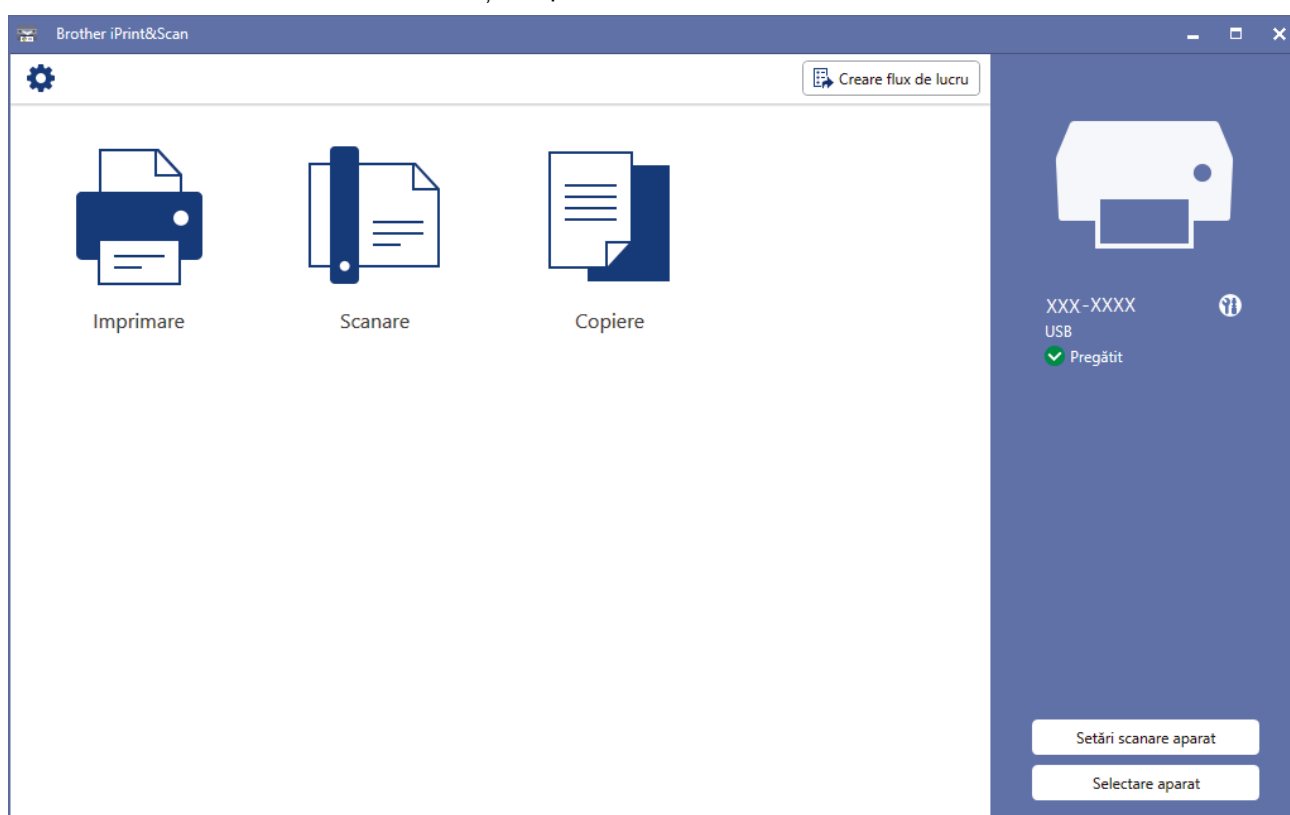 Brother iPrint&Scan
Creare flux de lucru
Imprimare
Scanare
Copiere
XXX-XXXX
USB
Pregătit
Setări scanare aparat
Selectare aparat